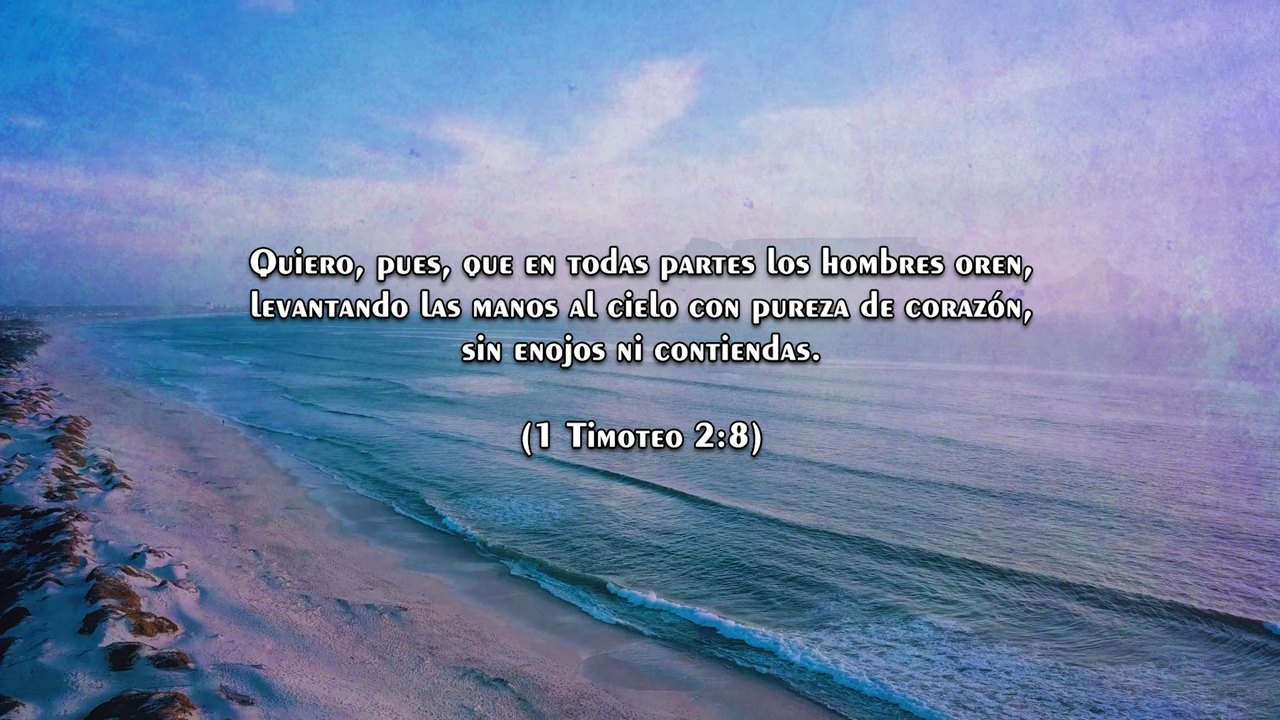 Quiero, pues, que en todas partes los hombres oren,
levantando las manos al cielo con pureza de corazón,
sin enojos ni contiendas.
(1 Timoteo 2:8)